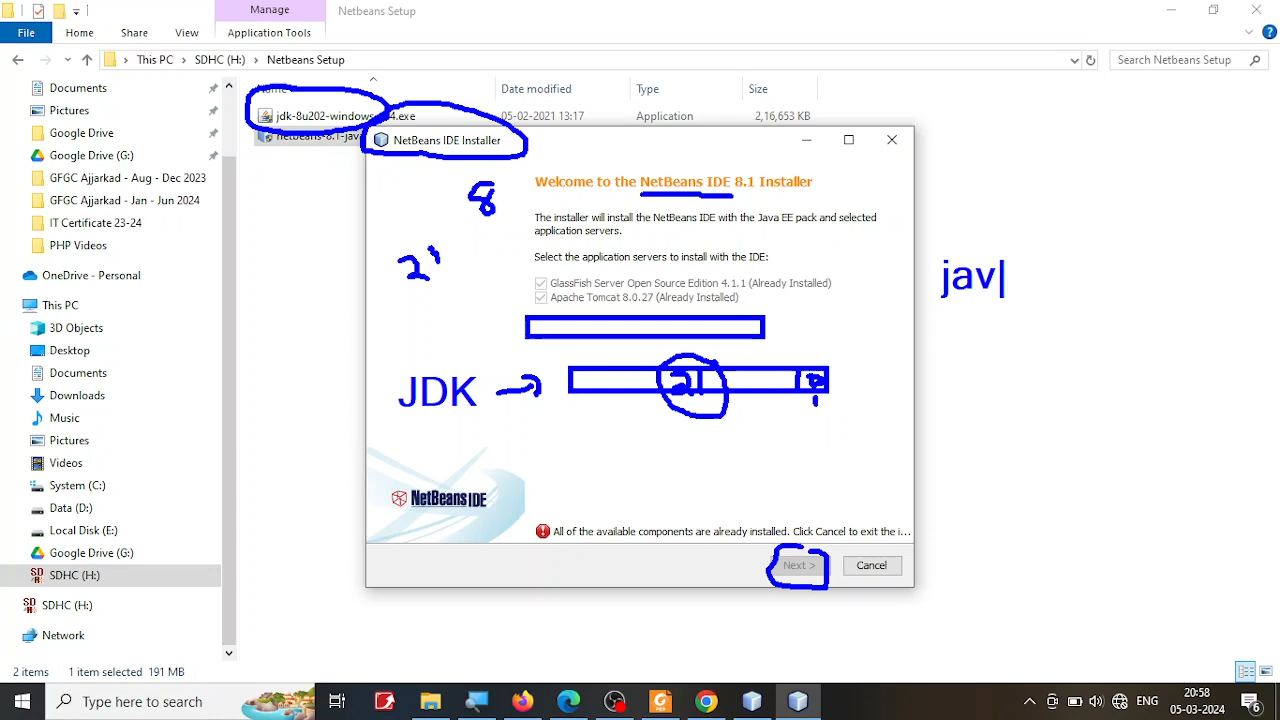 Manage
Netbeans Setup
File
Home
Share
View
Application Tools
This PC
SDHC (H:)
Netbeans Setup
Search Netbeans Setup
Documents
Pictures
Google Drive
Google Drive (G:)
GFGC Ajjarkad - Aug - Dec 2023
GFGC Ajjarkad - Jan - Jun 2024
IT Certificate 23-24
PHP Videos
OneDrive - Personal
This PC
3D Objects
Desktop
Documents
Downloads
Music
Pictures
Videos
System (C:)
Data (D:)
Local Disk (E:)
Google Drive (G:)
SDHC (H:)
SDHC (H:)
Network
Date modified
Type
Size
05-02-2021 13:17
Application
2,16,653 KB
NetBeans IDE Installer
Welcome to the NetBeans IDE 8.1 Installer
The installer will install the NetBeans IDE with the Java EE pack and selected
application servers.
Select the application servers to install with the IDE:
GlassFish Server Open Source Edition 4.1.1 (Already Installed)
Apache Tomcat 8.0.27 (Already Installed)
8
2
JDK
jav
NetBeans IDE
All of the available components are already installed. Click Cancel to exit the i...
Next >
Cancel
2 items
1 item selected 191 MB
Type here to search
ENG
20:58
05-03-2024
6